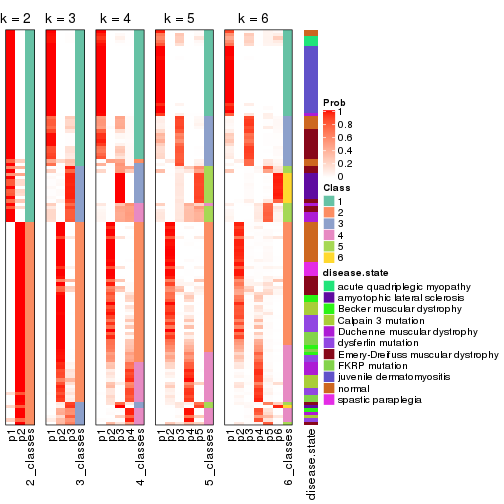 k = 2 k = 3 k = 4 k = 5 k = 6
Prob
1
0.8
0.6
0.4
0.2
0
Class
1
2
3
4
5
6
disease.state
acute quadriplegic myopathy
amyotophic lateral sclerosis
Becker muscular dystrophy
Calpain 3 mutation
Duchenne muscular dystrophy
dysferlin mutation
Emery-Dreifuss muscular dystrophy
FKRP mutation
juvenile dermatomyositis
normal
spastic paraplegia
p1 p2 2_classes p1 p2 p3 3_classes p1 p2 p3 p4 4_classes p1 p2 p3 p4 p5 5_classes p1 p2 p3 p4 p5 p6 6_classes disease.state